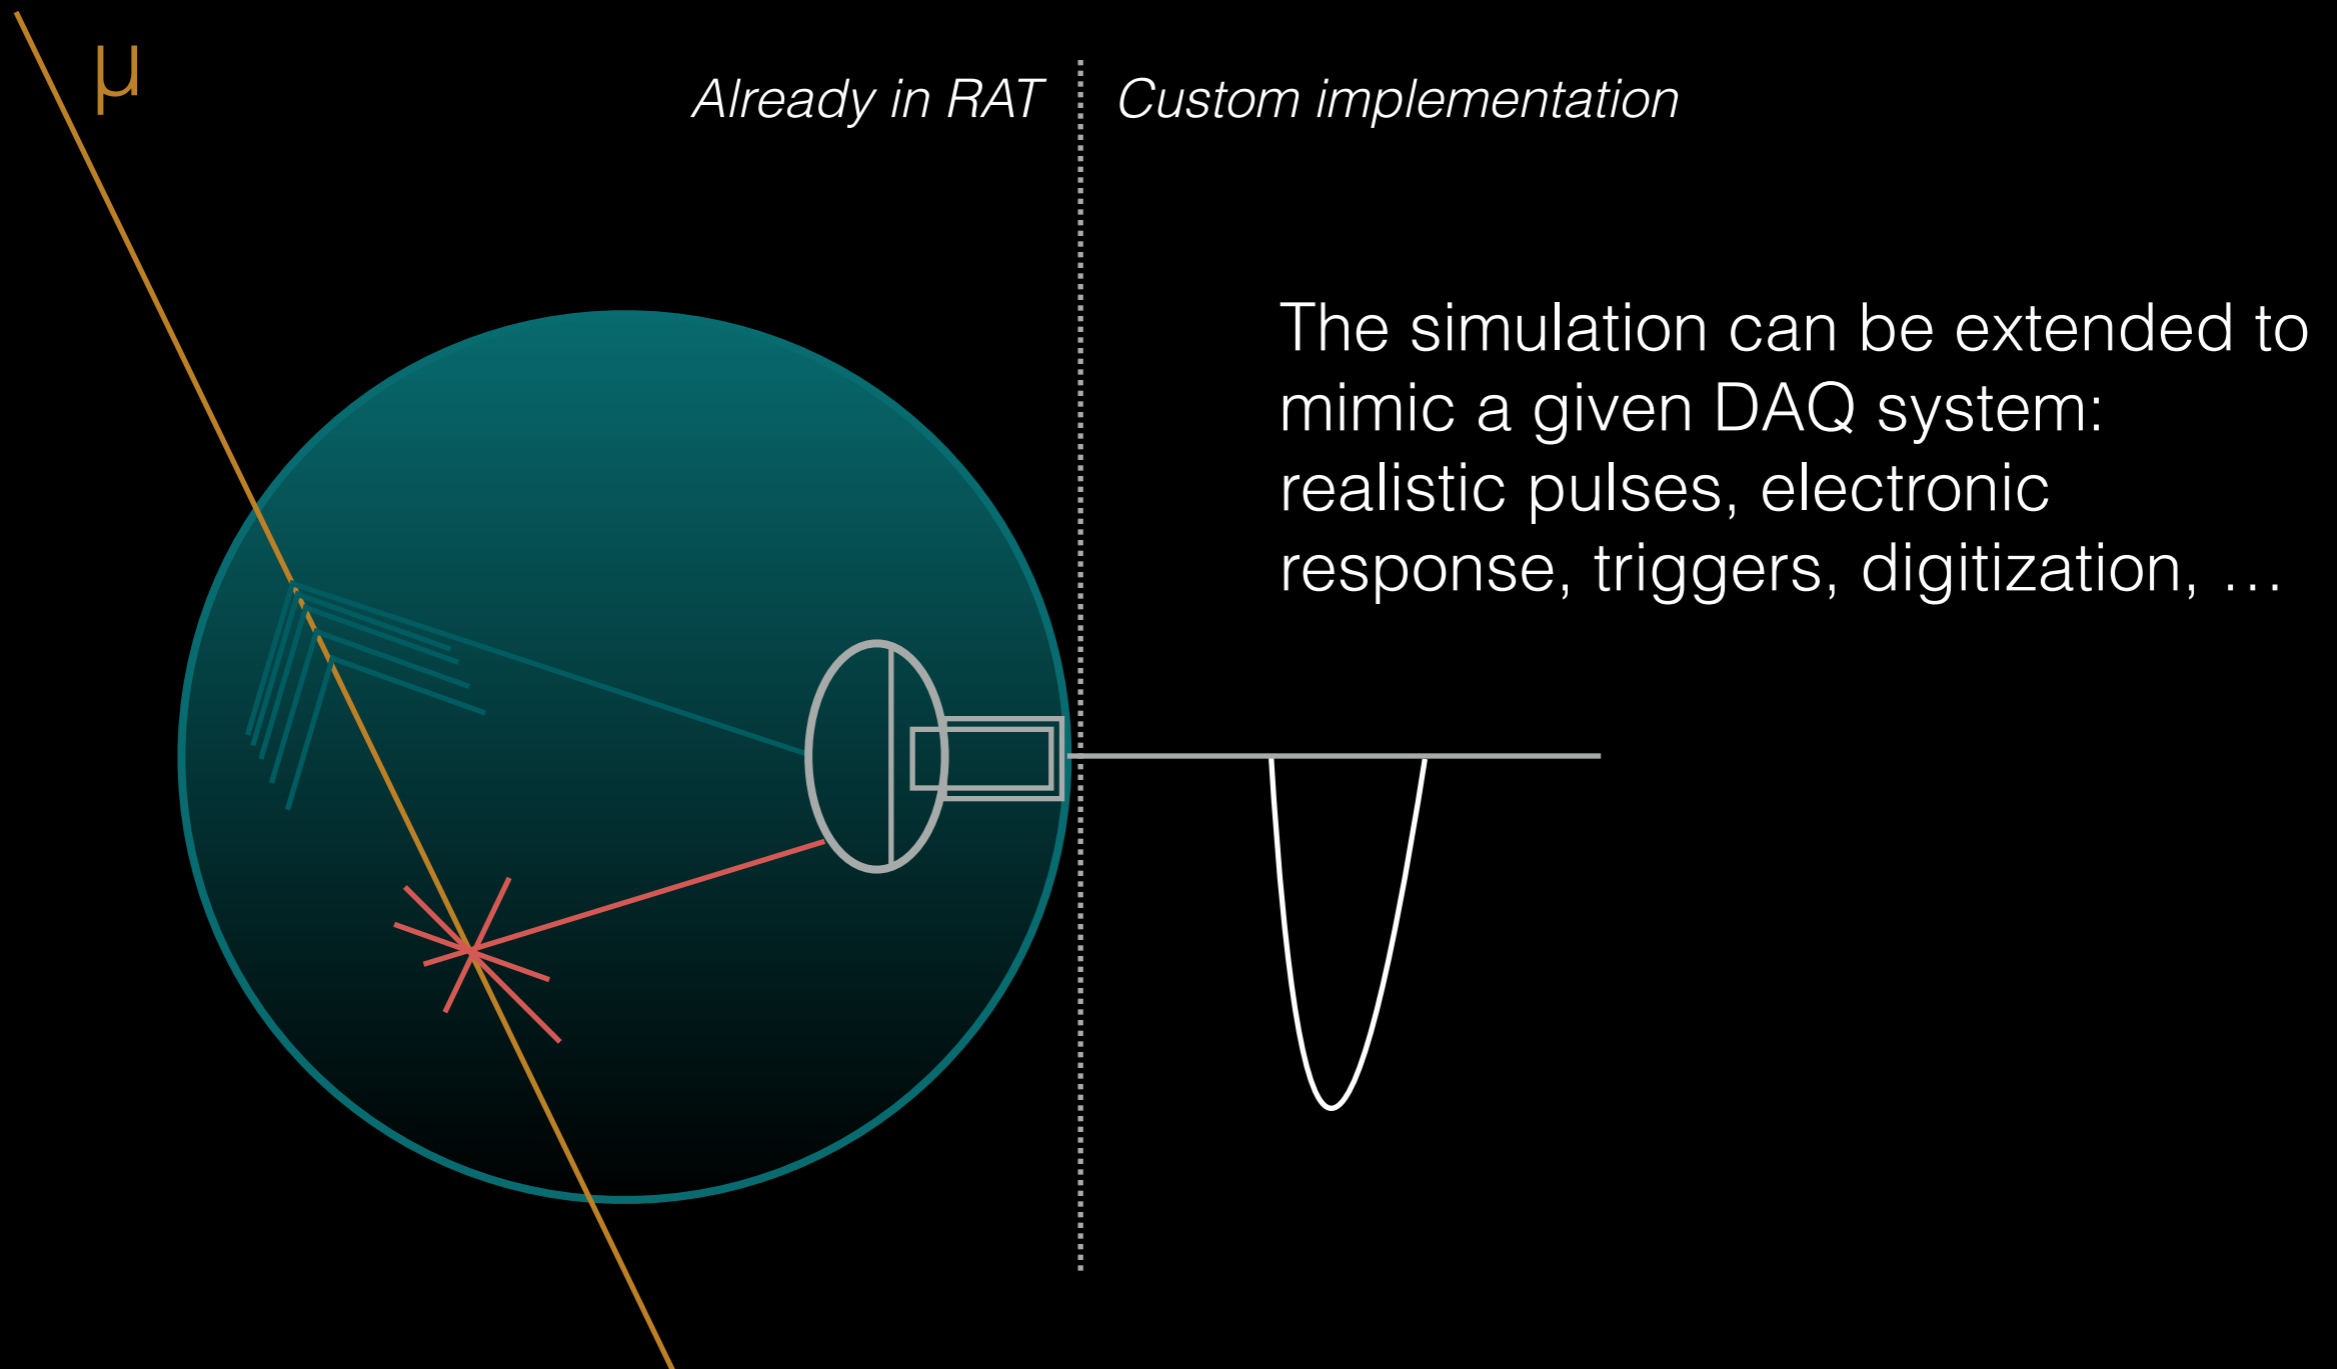 μ
Already in RAT
Custom implementation
The simulation can be extended to
mimic a given DAQ system:
realistic pulses, electronic
response, triggers, digitization, …